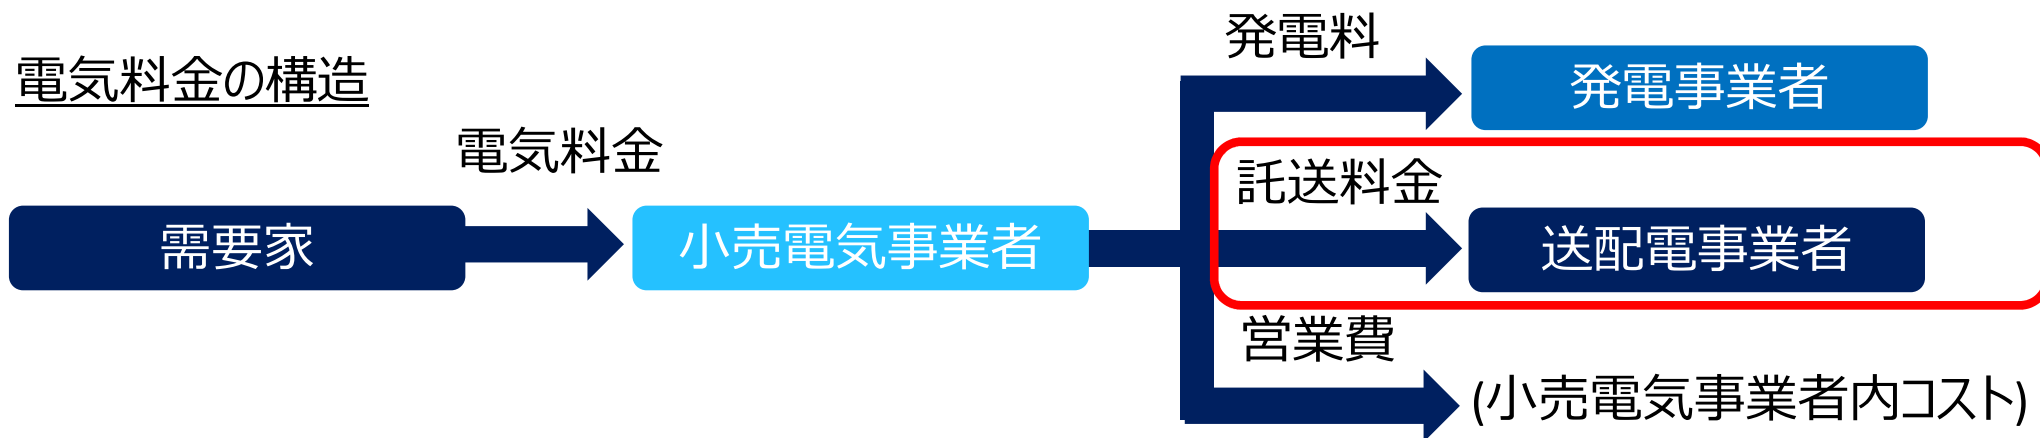 電気料金の構造
電気料金
需要家
小売電気事業者
発電料
発電事業者
託送料金
送配電事業者
営業費
(小売電気事業者内コスト)